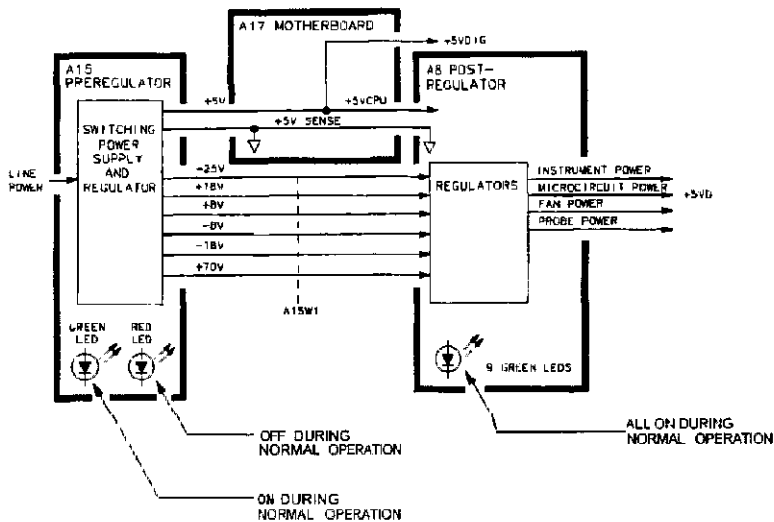 A17 MOTHERBOARD
+5VDIG
A15
PREREGULATOR
A8 POST-
REGULATOR
+5V
+5VCPU
+5V SENSE
SWITCHING
POWER
SUPPLY
AND
REGULATOR
LINE
POWER
-25V
+18V
+8V
-8V
-18V
+70V
REGULATORS
INSTRUMENT POWER
MICROCIRCUIT POWER
FAN POWER
PROBE POWER
+5VD
A15W1
GREEN
LED
RED
LED
9 GREEN LEDS
OFF DURING
NORMAL OPERATION
ALL ON DURING
NORMAL OPERATION
ON DURING
NORMAL OPERATION